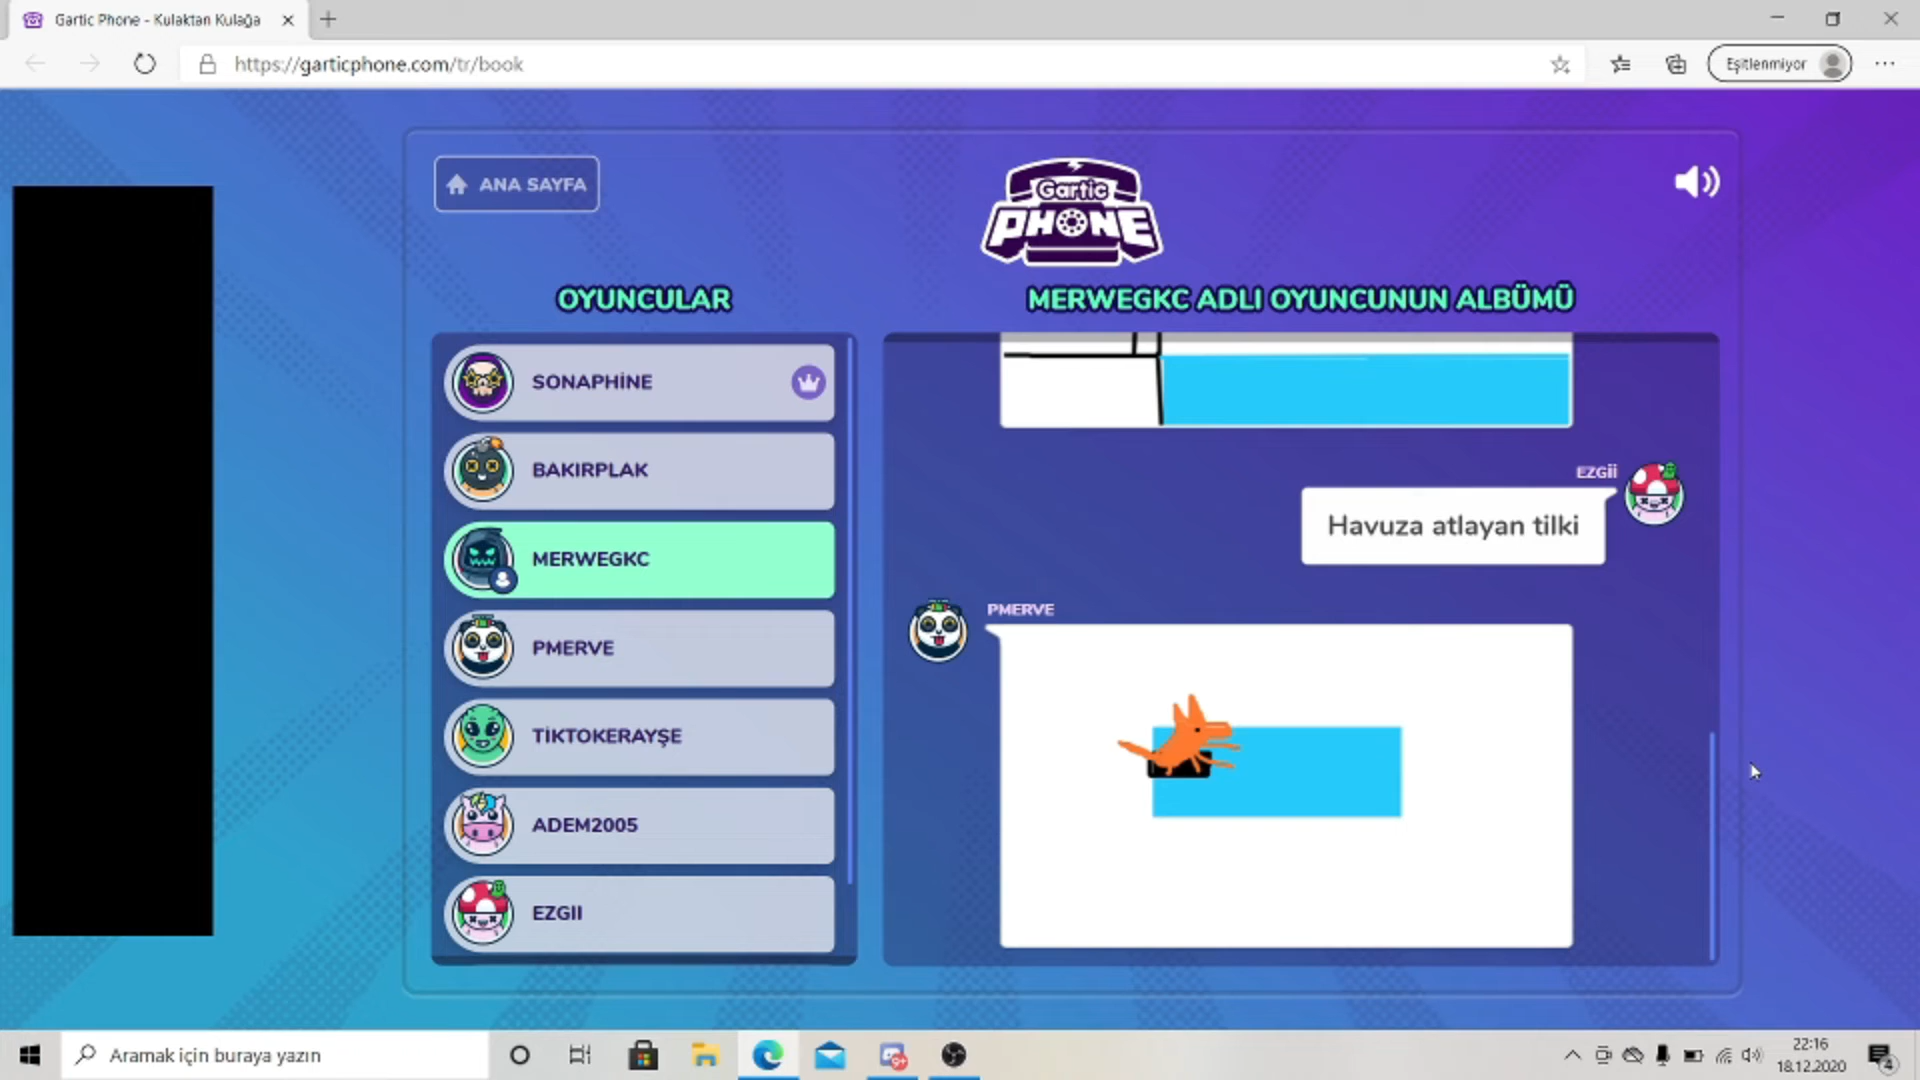 Gartic Phone - Kulaktan Kulağa
https://garticphone.com/tr/book
Eşitlenmiyor
ANA SAYFA
Gartic
PHONE
OYUNCULAR
MERWEGKC ADLI OYUNCUNUN ALBÜMÜ
SONAPHİNE
BAKIRPLAK
MERWEGKC
PMERVE
TİKTOKERAYŞE
ADEM2005
EZGII
EZGii
Havuza atlayan tilki
PMERVE
Aramak için buraya yazın
22:16
18.12.2020
4